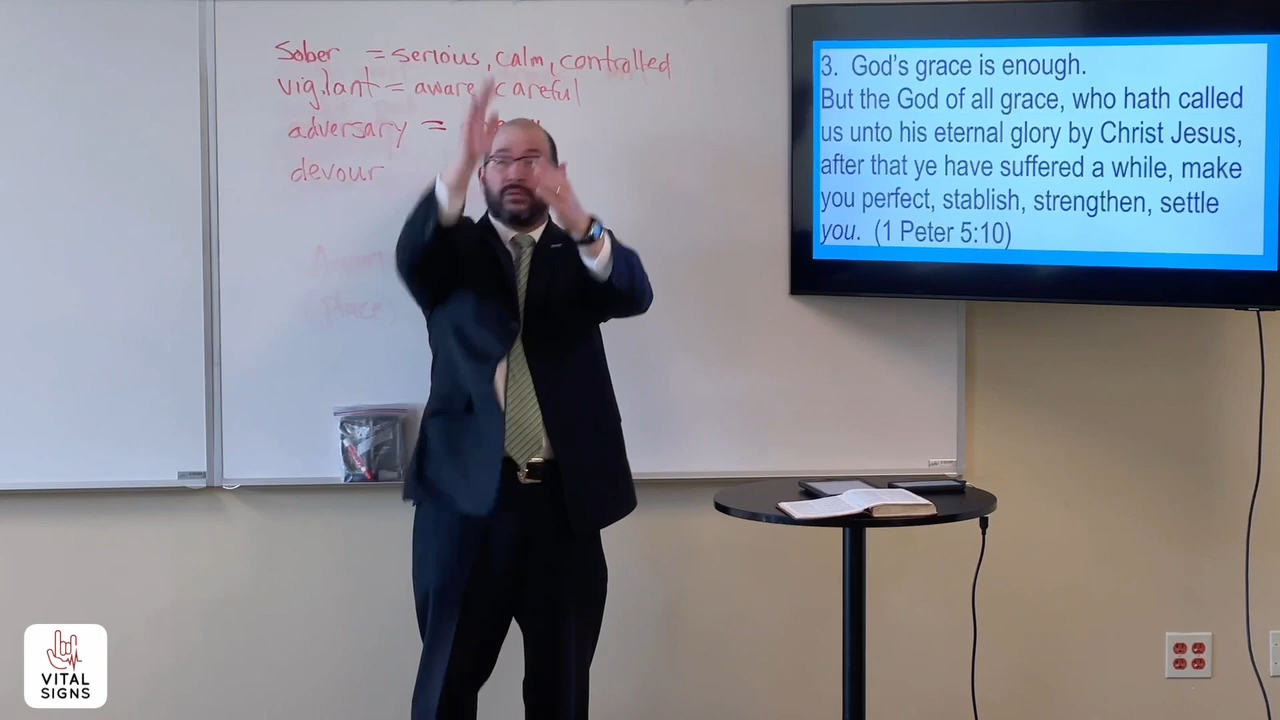 Sober = serious, calm, controlled
vigilant = aware, careful
adversary =
devour
Place
3. God's grace is enough.
But the God of all grace, who hath called
us unto his eternal glory by Christ Jesus,
after that ye have suffered a while, make
you perfect, stablish, strengthen, settle
you. (1 Peter 5:10)
VITAL
SIGNS